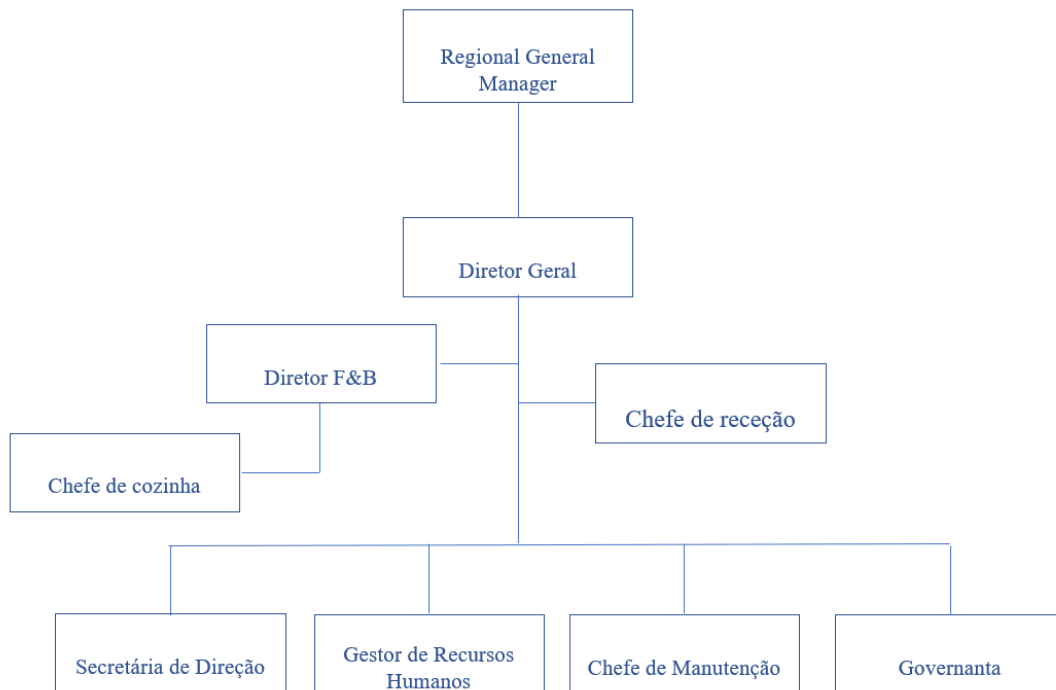 Regional General
Manager
Diretor Geral
Diretor F&B
Chefe de receção
Chefe de cozinha
Secretária de Direção
Gestor de Recursos
Humanos
Chefe de Manutenção
Governanta